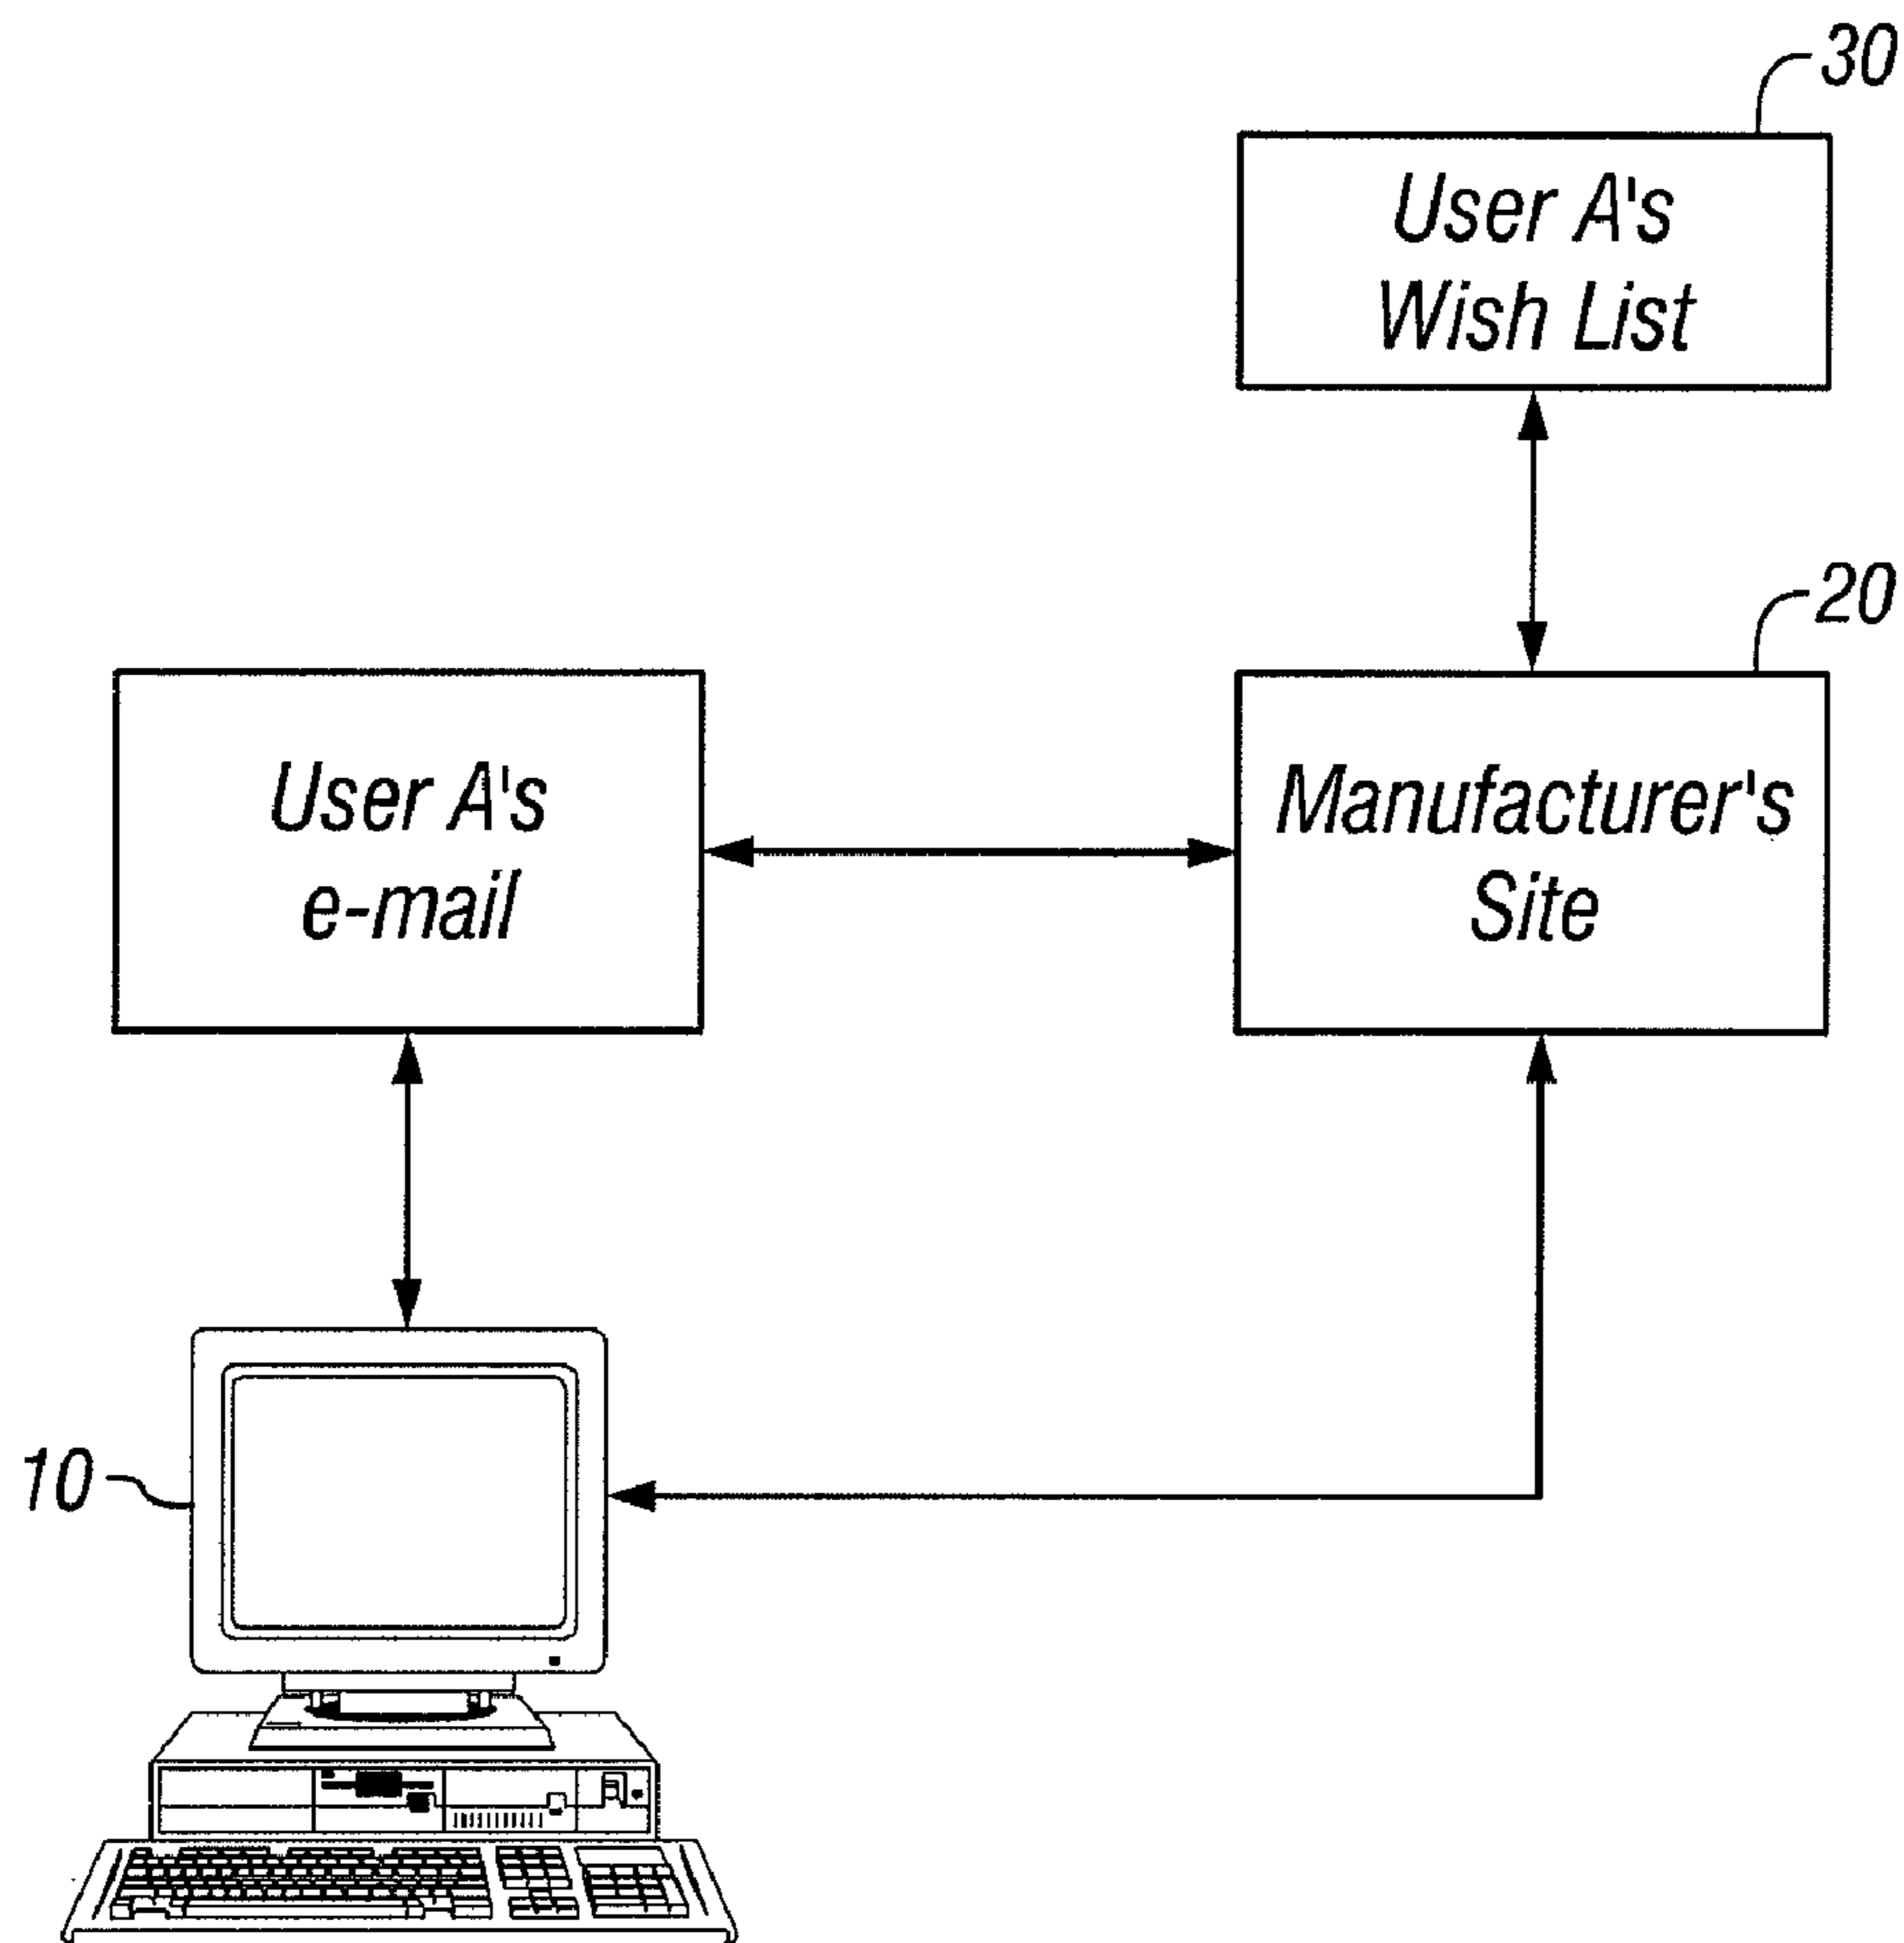 30
User A's
Wish List
20
User A's
e-mail
Manufacturer's
Site
10